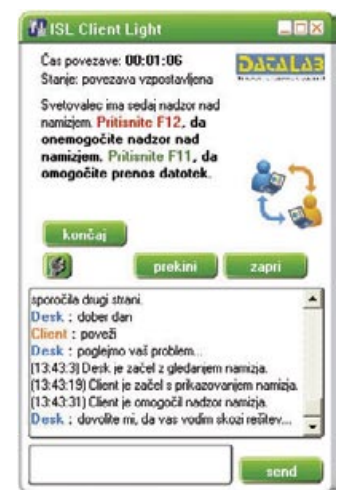 ISL Client Light
Čas povezave: 00:01:06
Stanje: povezava vzpostavljena
DATALAB
Svetovalec ima sedaj nadzor nad
namizjem. Pritisnite F12, da
onemogočite nadzor nad
namizjem. Pritisnite F11, da
omogočite prenos datotek.
končaj
prekini
zapri
sporočila drugi strani.
Desk : dober dan
Client : poveži
Desk : poglejmo vaš problem...
(13:43:3) Desk je začel z gledanjem namizja.
(13:43:19) Client je začel s prikazovanjem namizja.
(13:43:31) Client je omogočil nadzor namizja.
Desk : dovolite mi, da vas vodim skozi rešitev...
send